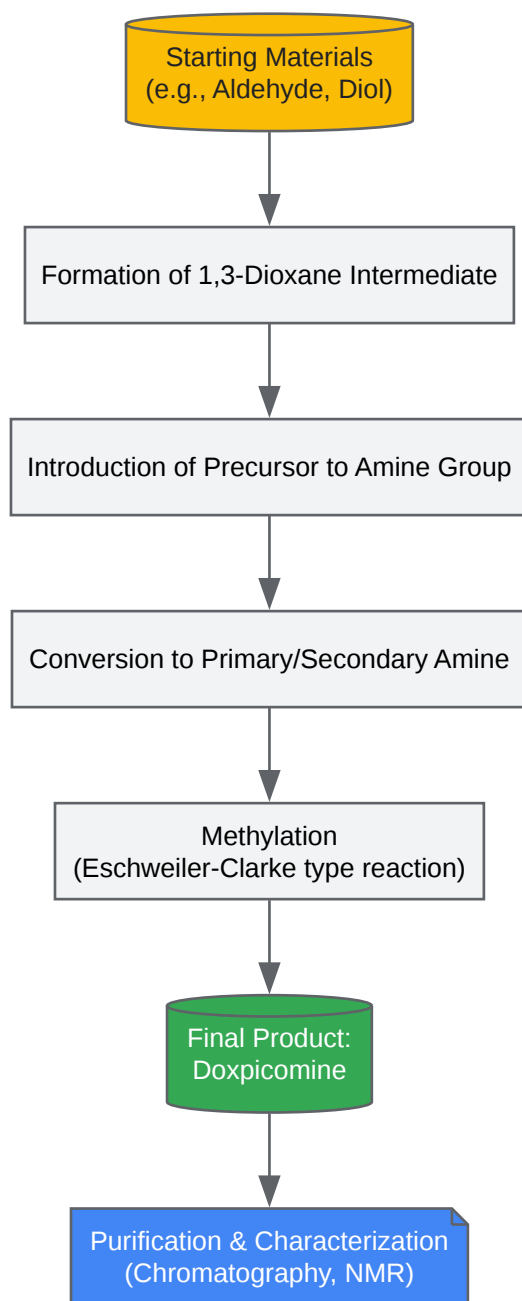 Starting Materials
(e.g., Aldehyde, Diol)
Formation of 1,3-Dioxane Intermediate
Introduction of Precursor to Amine Group
Conversion to Primary/Secondary Amine
Methylation
(Eschweiler-Clarke type reaction)
Final Product:
Doxpicomine
Purification & Characterization
(Chromatography, NMR)